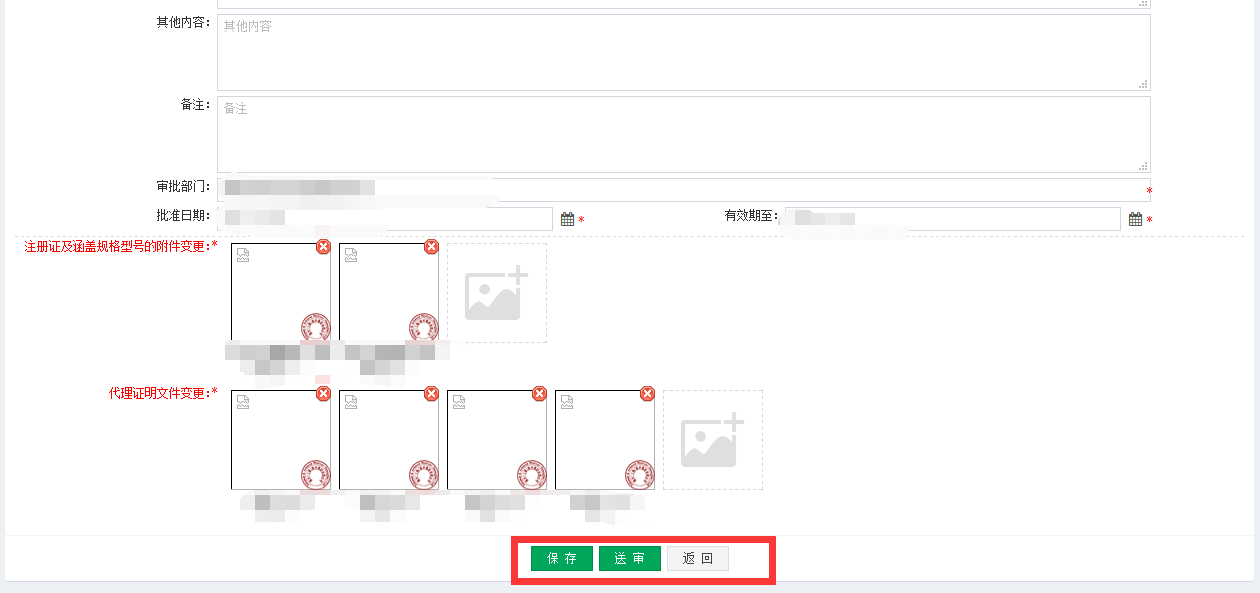 其他内容：
其他内容
备注：
备注
审批部门：
*
批准日期：
*
有效期至：
*
注册证及涵盖规格型号的附件变更：*
代理证明文件变更：*
保 存
送 审
返 回